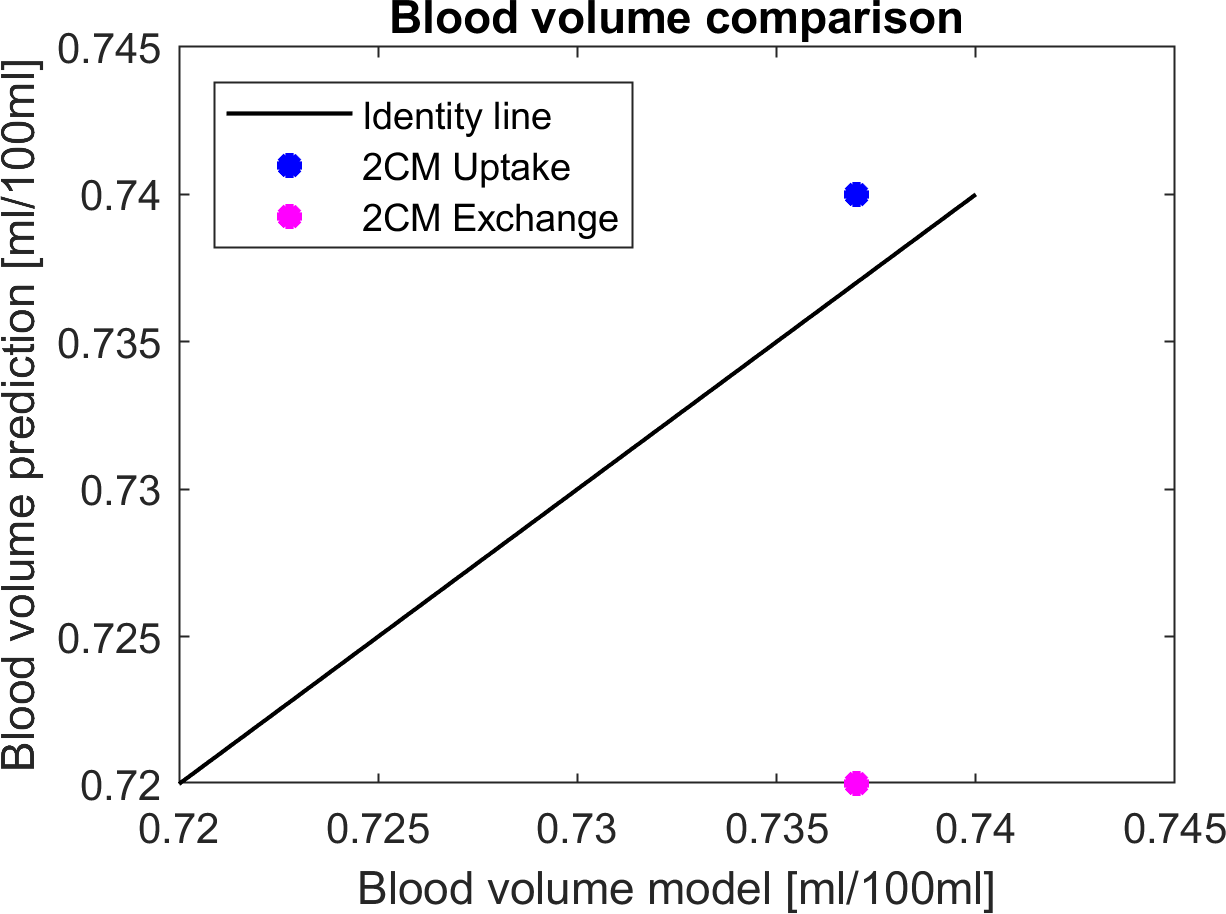 Blood volume comparison
0.745
0.74
0.735
0.73
0.725
0.72
Blood volume prediction [ml/100ml]
Identity line
2CM Uptake
2CM Exchange
0.72 0.725 0.73 0.735 0.74 0.745
Blood volume model [ml/100ml]